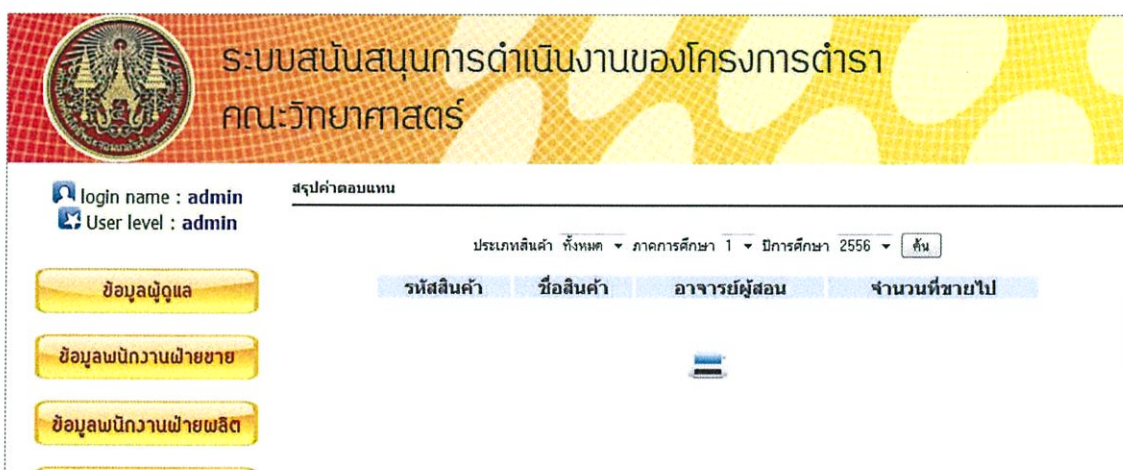 ระบบสนับสนุนการดำเนินงานของโครงการตำรา
คณะวิทยาศาสตร์
login name : admin
User level : admin
สรุปค่าตอบแทน
ประเภทสินค้า ทั้งหมด ภาคการศึกษา 1 ปีการศึกษา 2556 ค้น
รหัสสินค้า ชื่อสินค้า อาจารย์ผู้สอน จำนวนที่ขายไป
ข้อมูลผู้ดูแล
ข้อมูลพนักงานฝ่ายขาย
ข้อมูลพนักงานฝ่ายผลิต